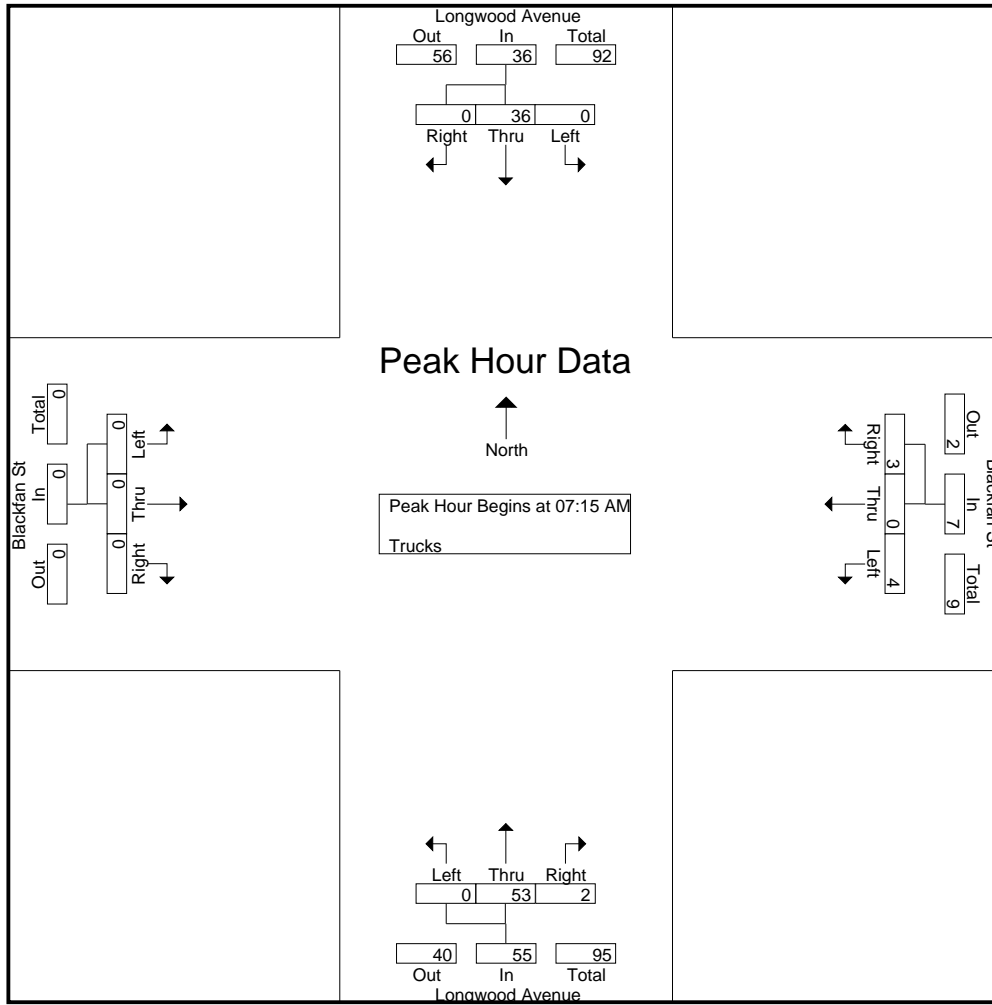 Longwood Avenue
Out In Total
56 36 92
0 36 0
Right Thru Left
Peak Hour Data
North
Peak Hour Begins at 07:15 AM
Trucks
Blackfan St
Total In Out
0 0 0
0 0 0
Left Thru Right
Right Thru Left
3 0 4
Out In Total
2 7 9
Blackfan St
Left Thru Right
0 53 2
40 55 95
Out In Total
Longwood Avenue